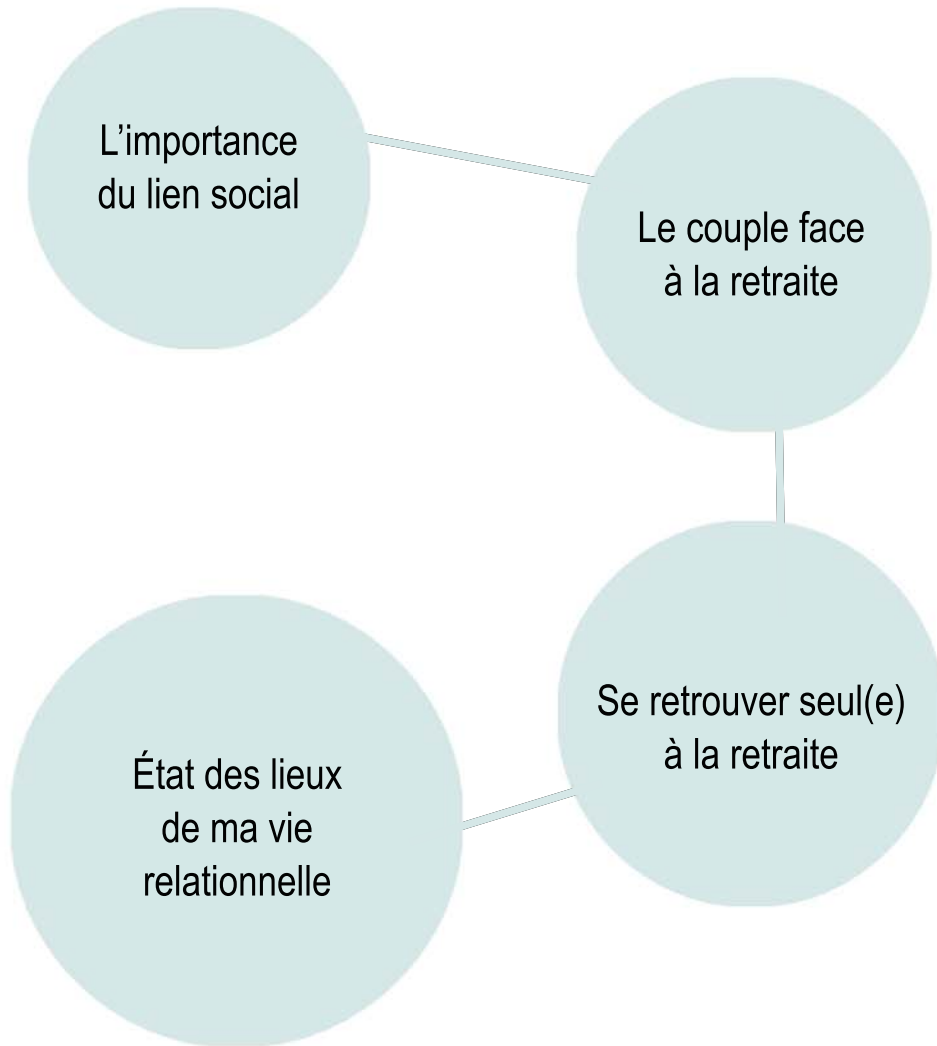 L’importance
du lien social
Le couple face
à la retraite
Se retrouver seul(e)
à la retraite
État des lieux
de ma vie
relationnelle